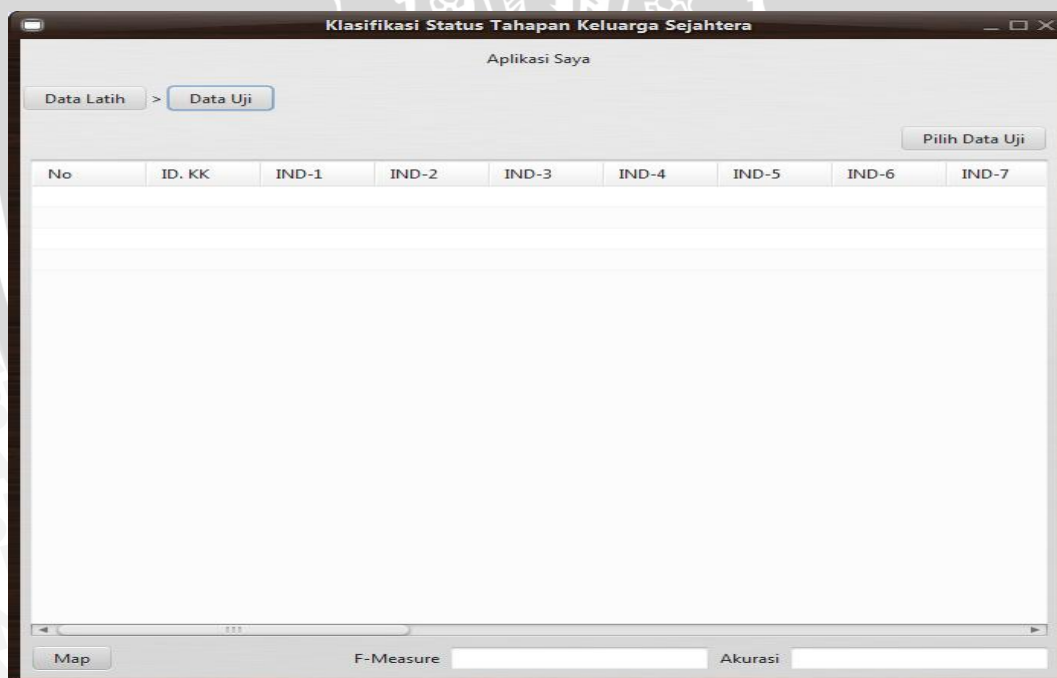 Klasifikasi Status Tahapan Keluarga Sejahtera
Aplikasi Saya
Data Latih > Data Uji
Pilih Data Uji
No ID. KK IND-1 IND-2 IND-3 IND-4 IND-5 IND-6 IND-7
Map F-Measure Akurasi